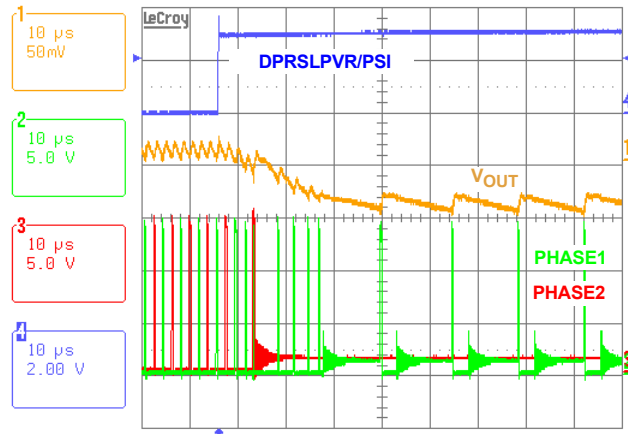 LeCroy
1
10 µs
50mV
DPRSLPVR/PSI
2
10 µs
5.0 V
1
VOUT
3
10 µs
5.0 V
PHASE1
PHASE2
4
10 µs
2.00 V